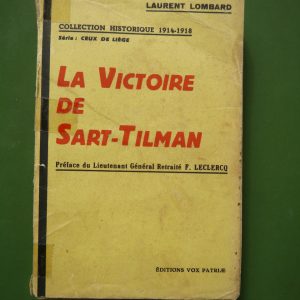 LAURENT LOMBARD
COLLECTION HISTORIQUE 1914-1918
Série : CEUX DE LIÈGE
LA VICTOIRE
DE
SART-TILMAN
Préface du Lieutenant Général Retraité F. LECLERCQ
ÉDITIONS VOX PATRIÆ